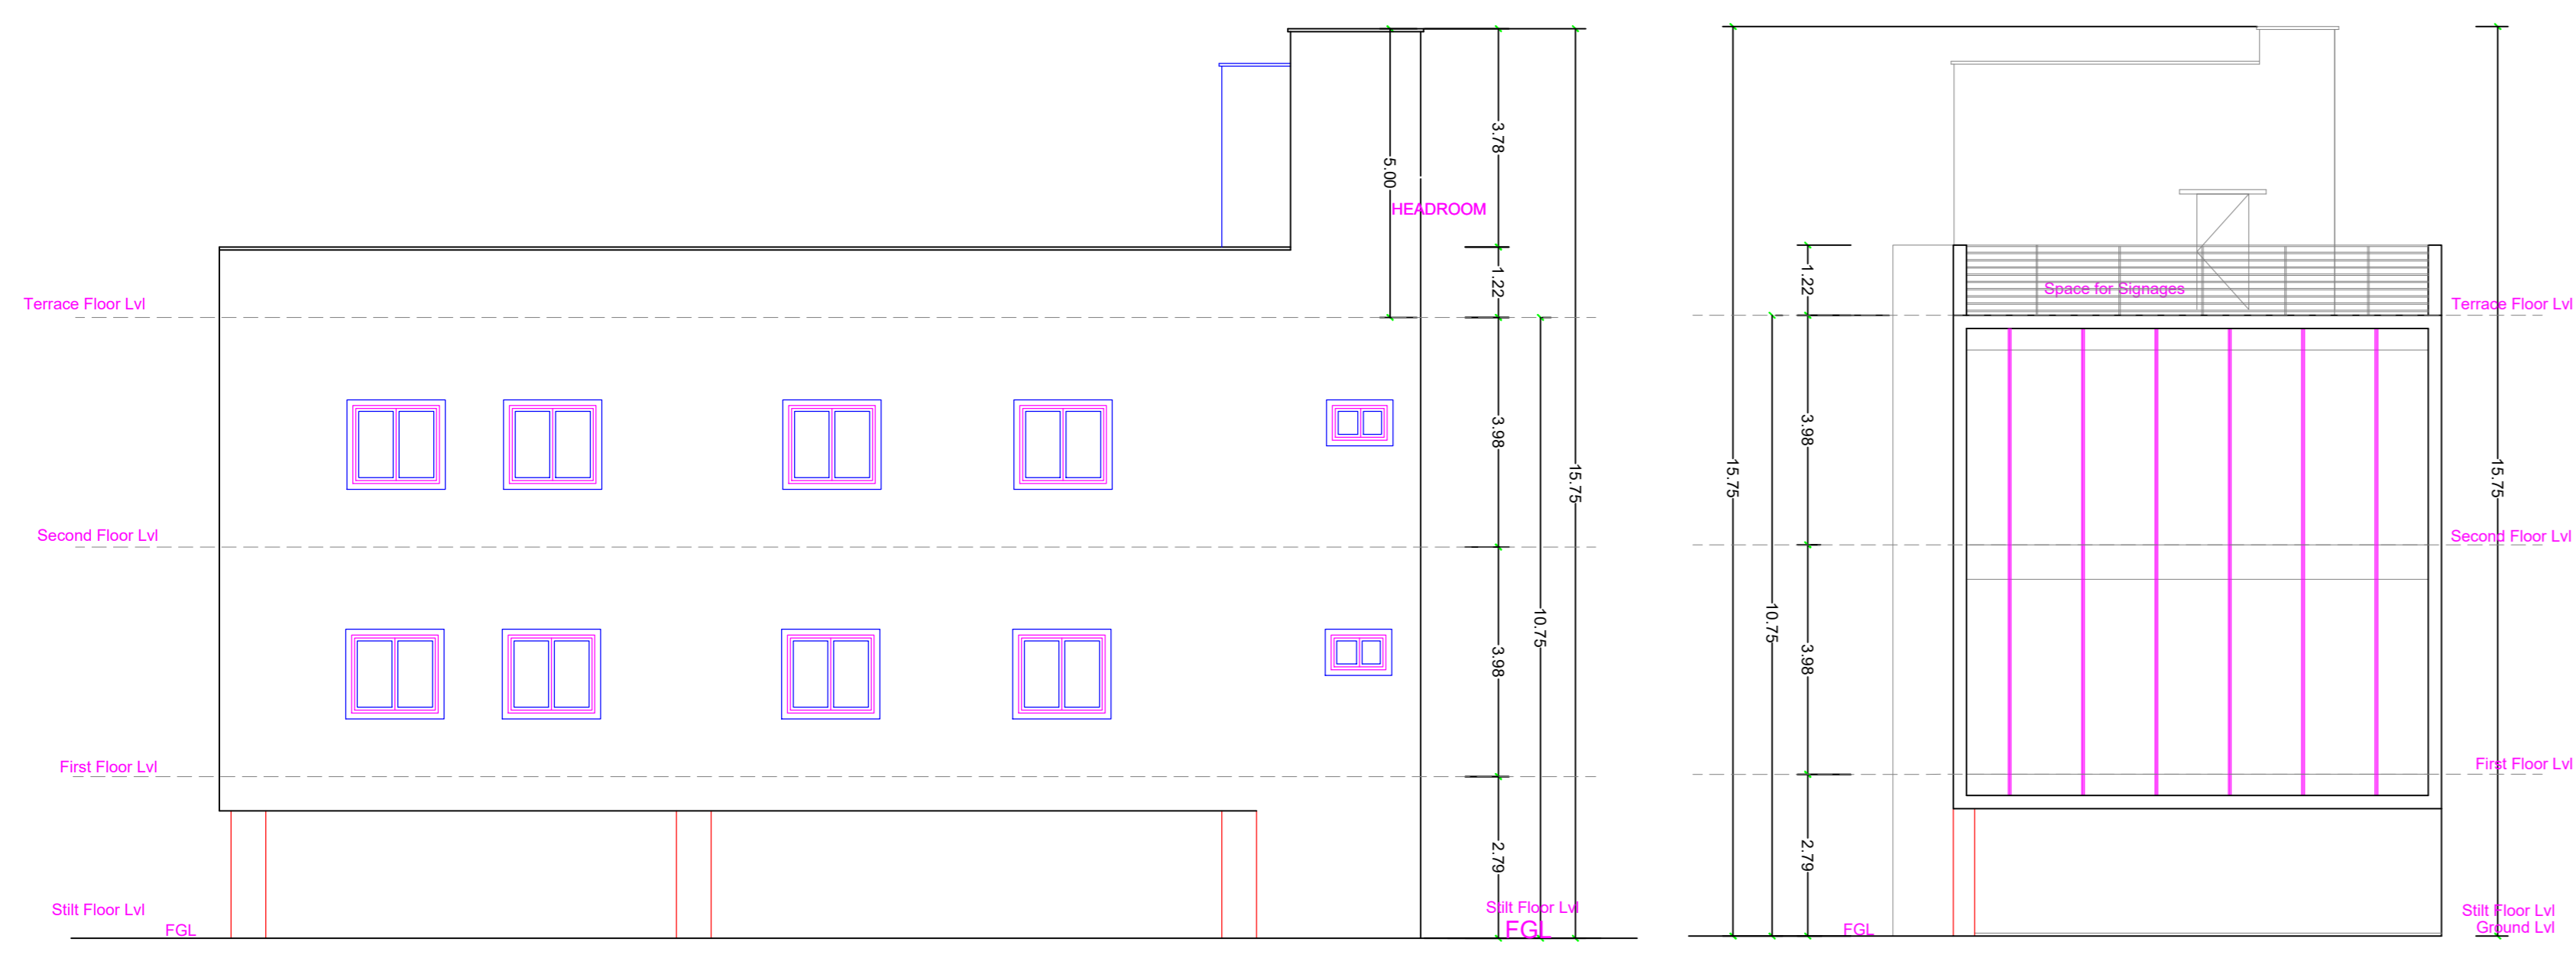 3.78
5.00
HEADROOM
1.22
Terrace Floor Lvl
3.98
15.75
Second Floor Lvl
10.75
3.98
First Floor Lvl
2.79
Stilt Floor Lvl
FGL
Stilt Floor Lvl
FGL
1.22
Space for Signages
Terrace Floor Lvl
3.98
15.75
15.75
Second Floor Lvl
10.75
3.98
First Floor Lvl
2.79
FGL
Stilt Floor Lvl
Ground Lvl